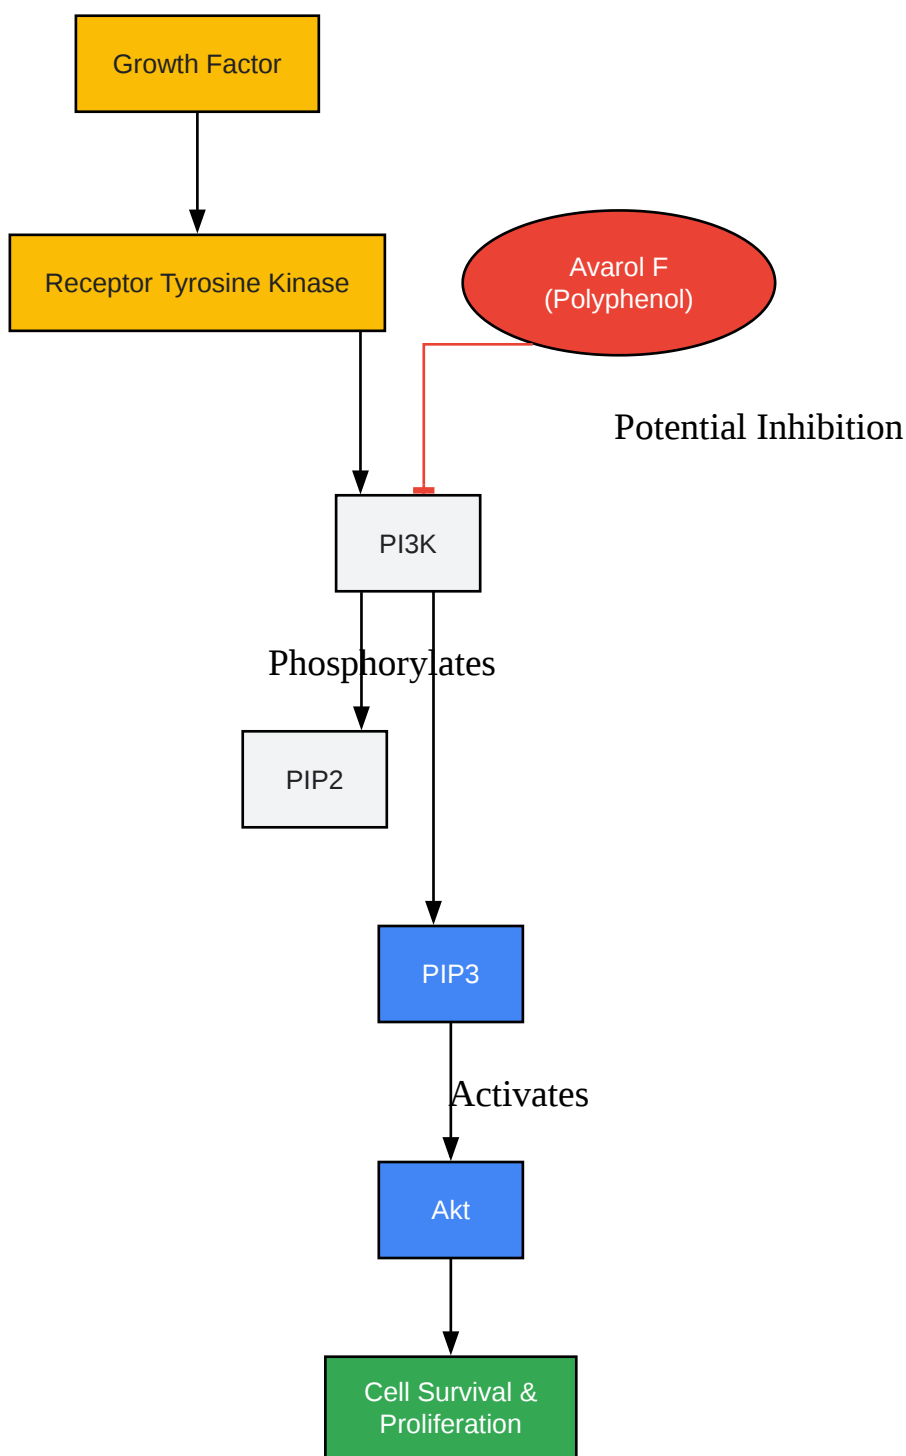 Growth Factor
Receptor Tyrosine Kinase
Avarol F
(Polyphenol)
Potential Inhibition
PI3K
Phosphorylates
PIP2
PIP3
Activates
Akt
Cell Survival &
Proliferation